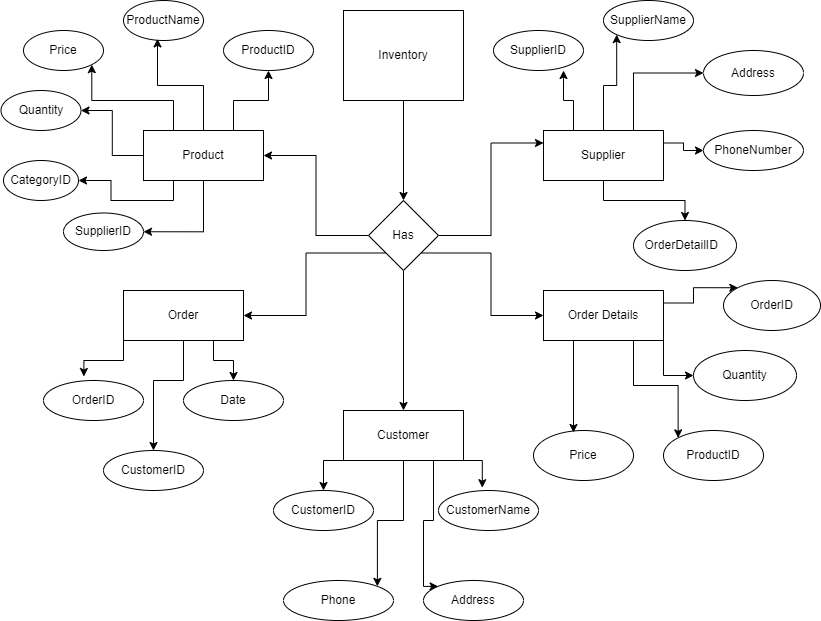 ProductName
SupplierName
Price
ProductID
Inventory
SupplierID
Address
Quantity
Product
Supplier
PhoneNumber
CategoryID
SupplierID
Has
OrderDetailID
Order
Order Details
OrderID
Quantity
OrderID
Date
Customer
Price
ProductID
CustomerID
CustomerID
CustomerName
Phone
Address